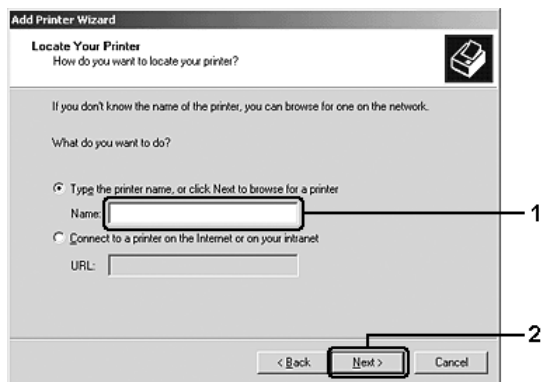 Add Printer Wizard
Locate Your Printer
How do you want to locate your printer?
If you don't know the name of the printer, you can browse for one on the network.
What do you want to do?
Type the printer name, or click Next to browse for a printer
Name:
1
Connect to a printer on the Internet or on your intranet
URL:
2
< Back Next > Cancel